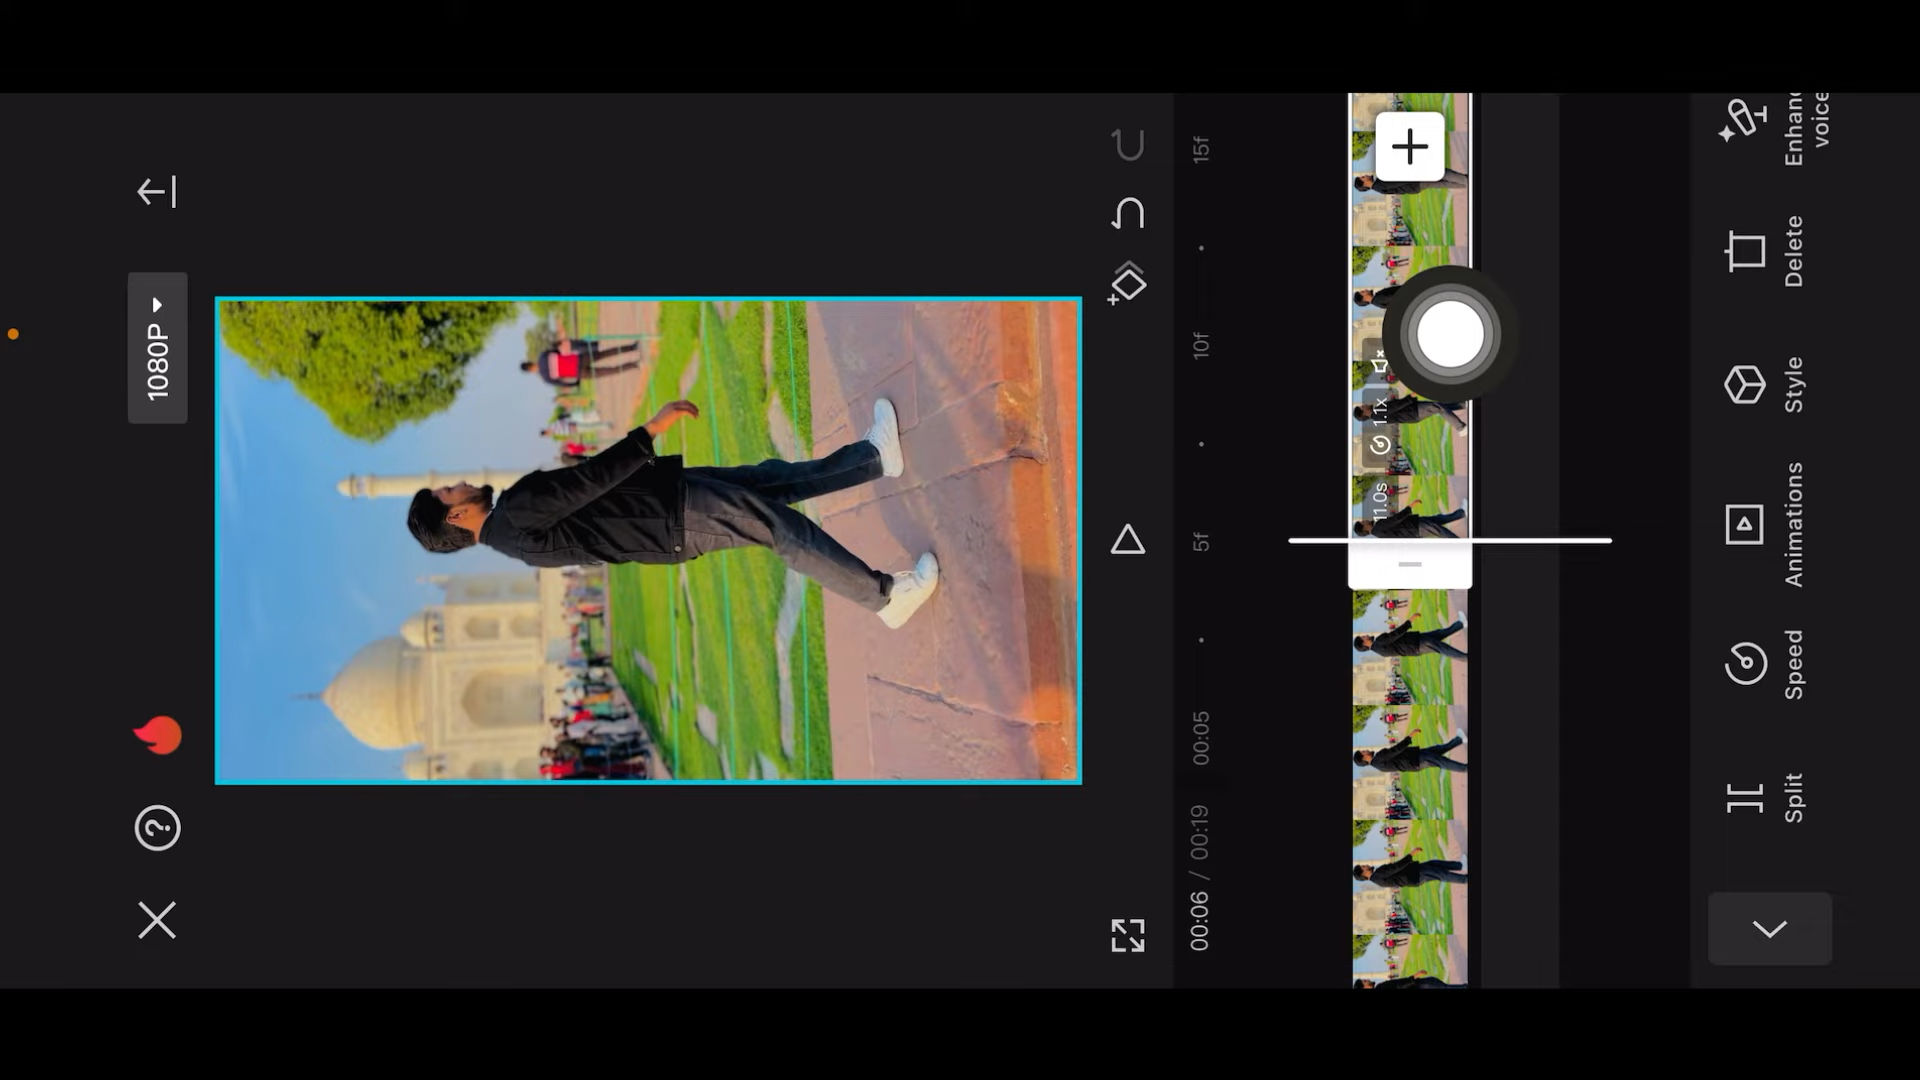 1080P
00:06 / 00:19
00:05
5f
10f
15f
11.0s
1.1x
Split
Speed
Animations
Style
Delete
voice